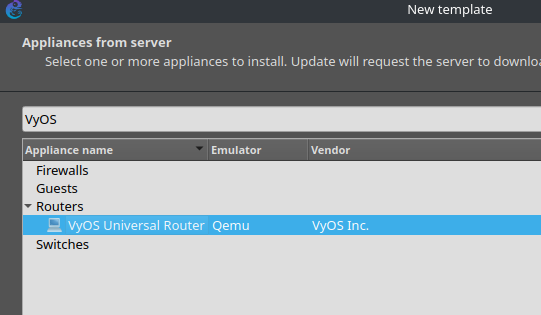 New template
Appliances from server
Select one or more appliances to install. Update will request the server to downloa
VyOS
Appliance name Emulator Vendor
Firewalls
Guests
Routers
VyOS Universal Router Qemu VyOS Inc.
Switches